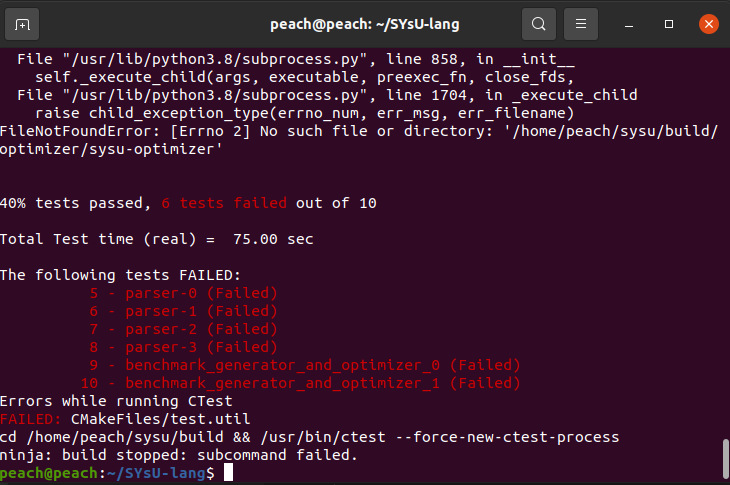 peach@peach: ~/SYsU-lang
File "/usr/lib/python3.8/subprocess.py", line 858, in __init__
self._execute_child(args, executable, preexec_fn, close_fds,
File "/usr/lib/python3.8/subprocess.py", line 1704, in _execute_child
raise child_exception_type(errno_num, err_msg, err_filename)
FileNotFoundError: [Errno 2] No such file or directory: '/home/peach/sysu/build/
optimizer/sysu-optimizer'
40% tests passed, 6 tests failed out of 10
Total Test time (real) =  75.00 sec
The following tests FAILED:
5 - parser-0 (Failed)
6 - parser-1 (Failed)
7 - parser-2 (Failed)
8 - parser-3 (Failed)
9 - benchmark_generator_and_optimizer_0 (Failed)
10 - benchmark_generator_and_optimizer_1 (Failed)
Errors while running CTest
FAILED: CMakeFiles/test.util
cd /home/peach/sysu/build && /usr/bin/ctest --force-new-ctest-process
ninja: build stopped: subcommand failed.
peach@peach:~/SYsU-lang$